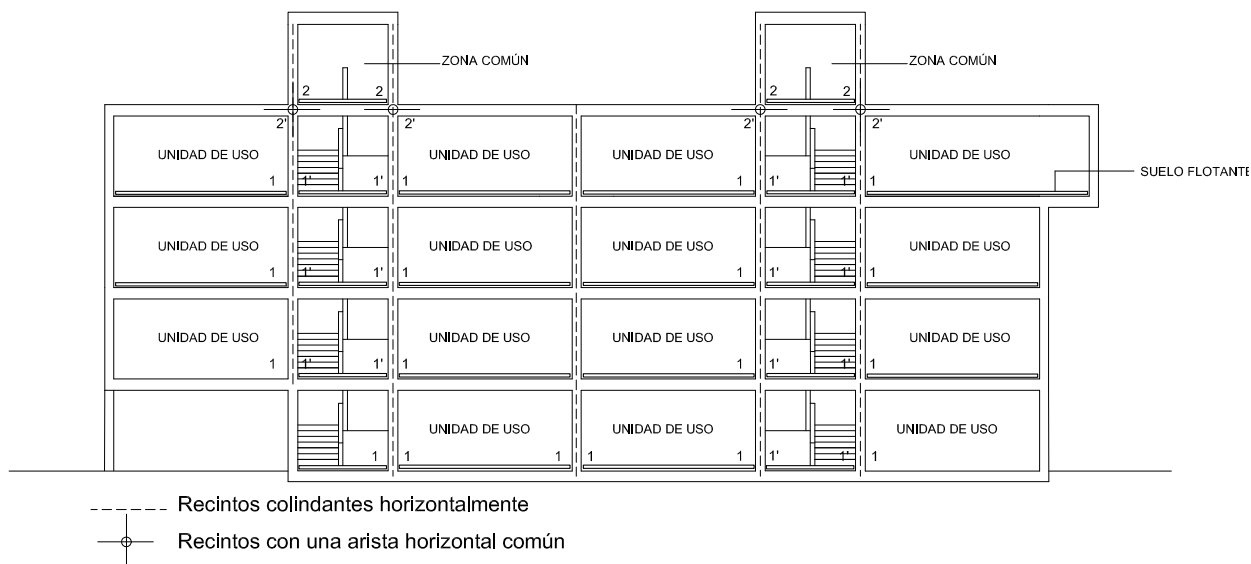 ZONA COMÚN ZONA COMÚN
2 2 2 2
2' 2' 2' 2'
UNIDAD DE USO UNIDAD DE USO UNIDAD DE USO UNIDAD DE USO
SUELO FLOTANTE
1 1' 1' 1 1 1' 1' 1
UNIDAD DE USO UNIDAD DE USO UNIDAD DE USO UNIDAD DE USO
1 1' 1' 1 1 1' 1' 1
UNIDAD DE USO UNIDAD DE USO UNIDAD DE USO UNIDAD DE USO
1 1' 1' 1 1 1' 1' 1
UNIDAD DE USO UNIDAD DE USO UNIDAD DE USO
1 1 1 1 1 1' 1' 1
Recintos colindantes horizontalmente
Recintos con una arista horizontal común